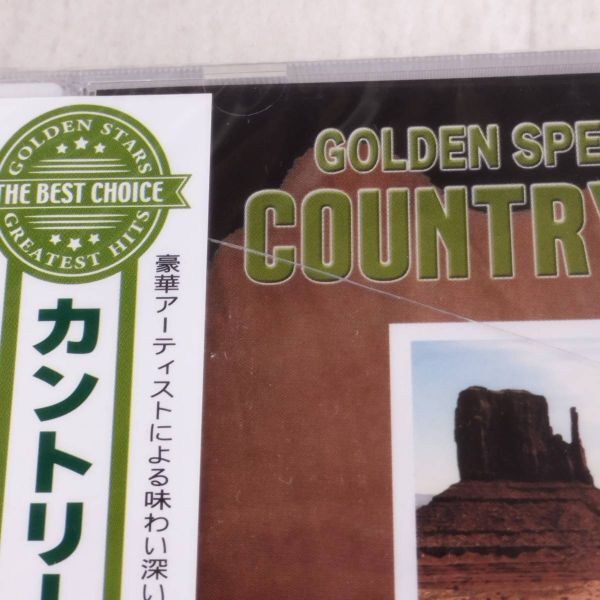 GOLDEN STARS
THE BEST CHOICE
GREATEST HITS
カントリー
豪華アーティストによる味わい深い
GOLDEN SPE
COUNTRY